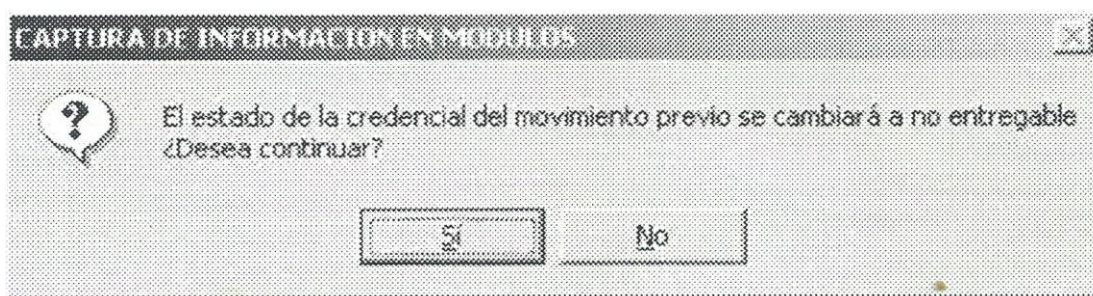 CAPTURA DE INFORMACION EN MODULOS
El estado de la credencial del movimiento previo se cambiará a no entregable
¿Desea continuar?
Sí
No